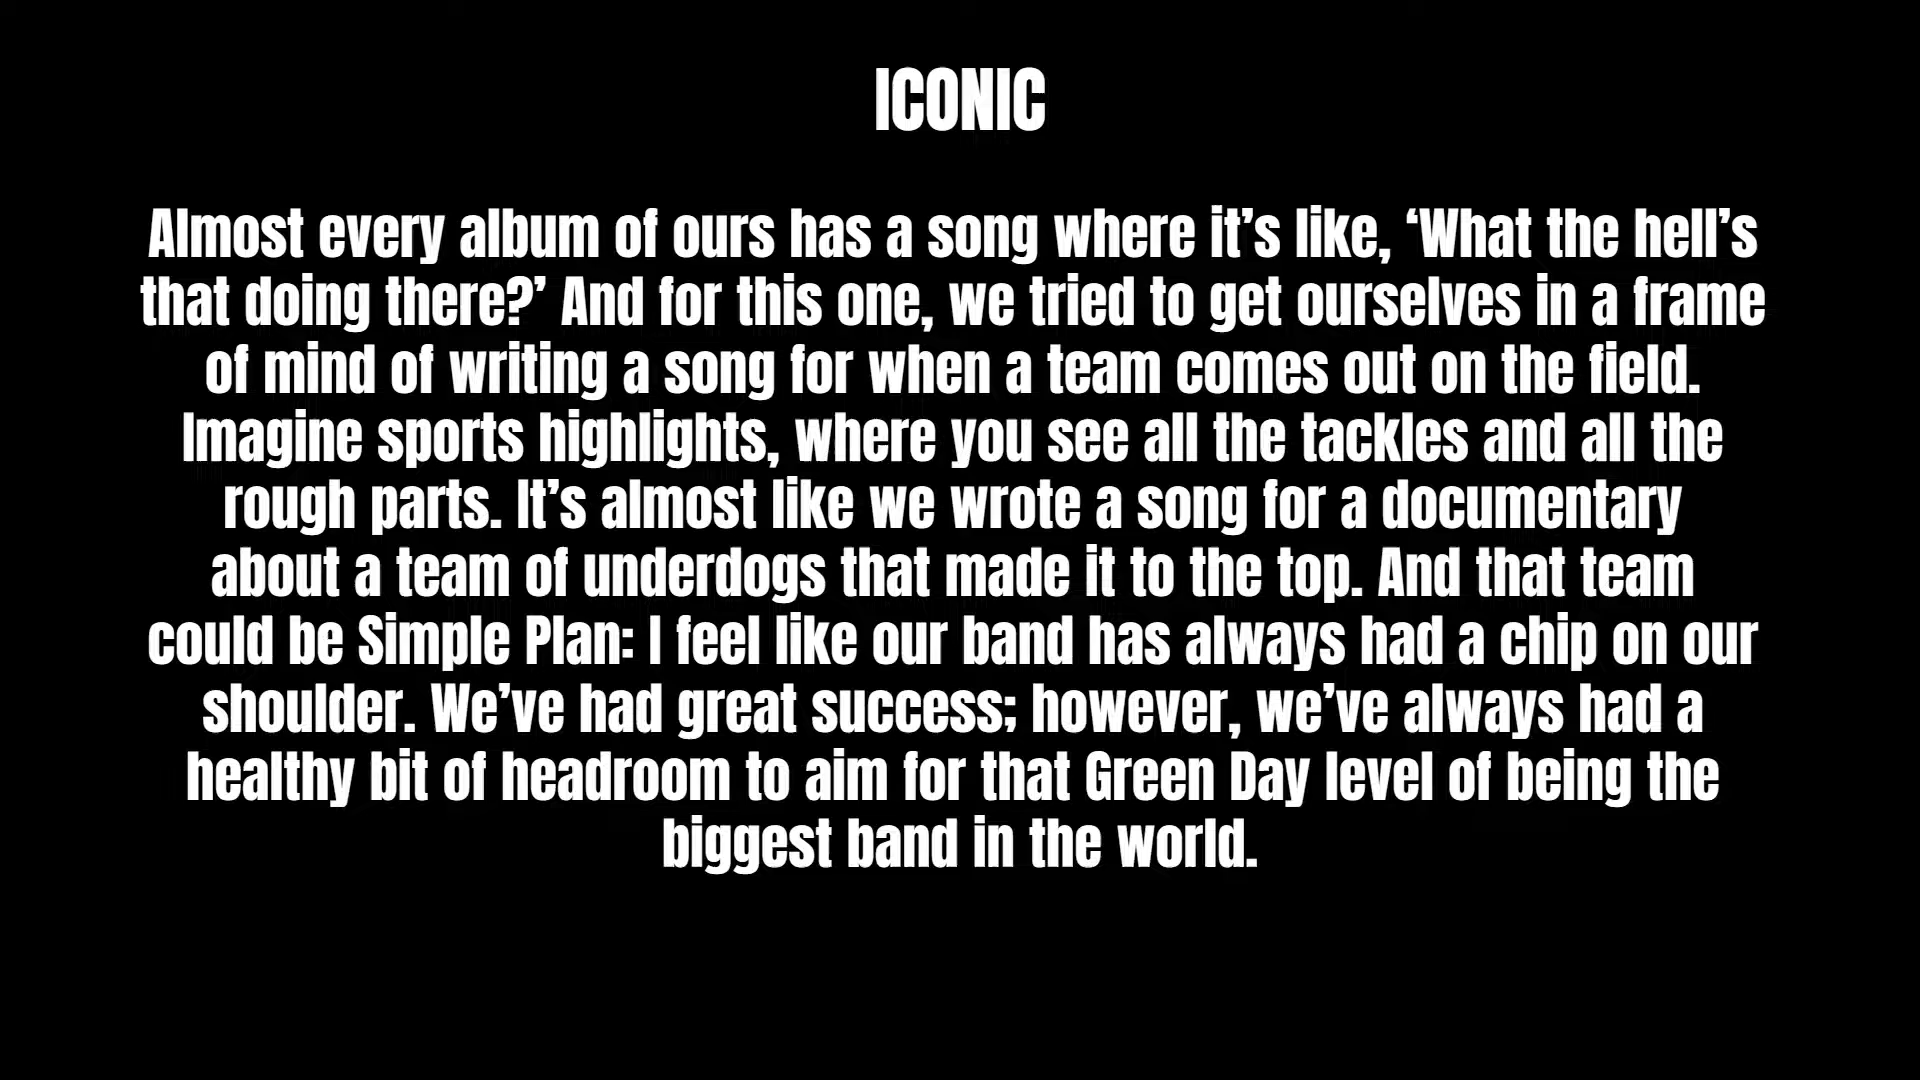 ICONIC
Almost every album of ours has a song where it’s like, ‘What the hell’s
that doing there?’ And for this one, we tried to get ourselves in a frame
of mind of writing a song for when a team comes out on the field.
Imagine sports highlights, where you see all the tackles and all the
rough parts. It’s almost like we wrote a song for a documentary
about a team of underdogs that made it to the top. And that team
could be Simple Plan: I feel like our band has always had a chip on our
shoulder. We’ve had great success; however, we’ve always had a
healthy bit of headroom to aim for that Green Day level of being the
biggest band in the world.